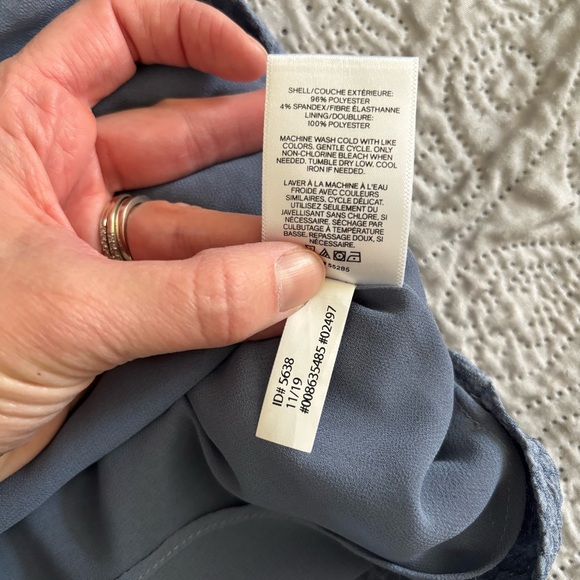 SHELL/COUCHE EXTÉRIEURE:
96% POLYESTER
4% SPANDEX/FIBRE ÉLASTHANNE
LINING/DOUBLURE:
100% POLYESTER
MACHINE WASH COLD WITH LIKE
COLORS. GENTLE CYCLE. ONLY
NON-CHLORINE BLEACH WHEN
NEEDED. TUMBLE DRY LOW. COOL
IRON IF NEEDED.
LAVER À LA MACHINE À L'EAU
FROIDE AVEC COULEURS
SIMILAIRES, CYCLE DÉLICAT.
UTILISEZ SEULEMENT DU
JAVELLISANT SANS CHLORE, SI
NÉCESSAIRE. SÉCHAGE PAR
CULBUTAGE À TEMPÉRATURE
BASSE. REPASSAGE DOUX, SI
NÉCESSAIRE.
55285
ID# 5638
11/19
#008635485 #02497